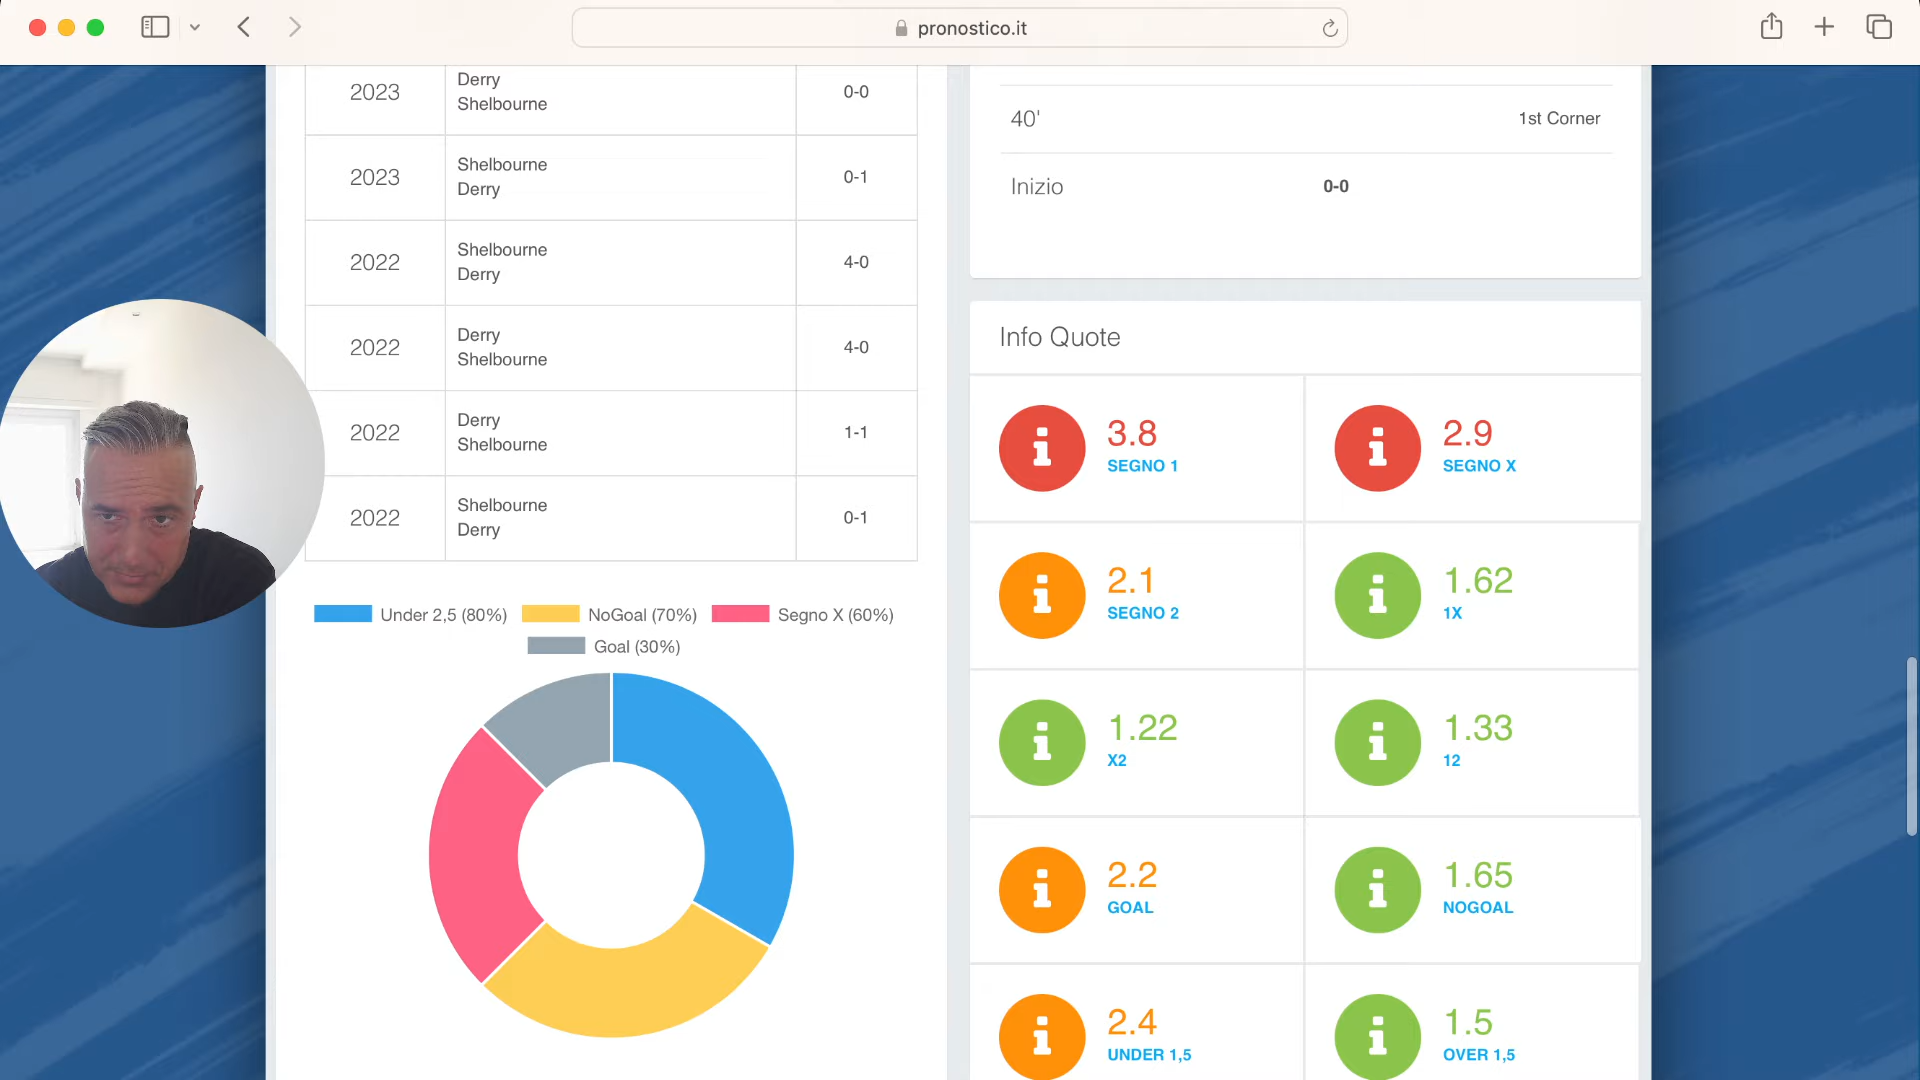 pronostico.it
2023
Derry
Shelbourne
0-0
2023
Shelbourne
Derry
0-1
2022
Shelbourne
Derry
4-0
2022
Derry
Shelbourne
4-0
2022
Derry
Shelbourne
1-1
2022
Shelbourne
Derry
0-1
Under 2,5 (80%)
NoGoal (70%)
Segno X (60%)
Goal (30%)
40'
1st Corner
Inizio
0-0
Info Quote
3.8
SEGNO 1
2.9
SEGNO X
2.1
SEGNO 2
1.62
1X
1.22
X2
1.33
12
2.2
GOAL
1.65
NOGOAL
2.4
UNDER 1,5
1.5
OVER 1,5